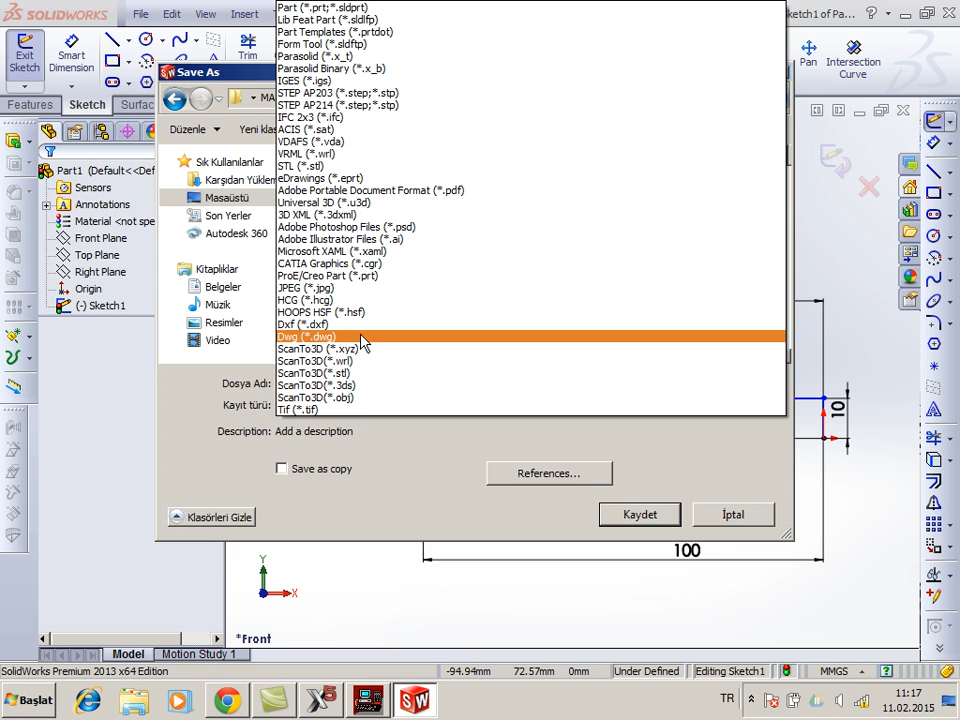 SOLIDWORKS
File
Edit
View
Insert
ketch1 of Pa...
Exit
Sketch
Smart
Dimension
Trim
Pan
Intersection
Curve
Features
Sketch
Surfac
Save As
MA
Düzenle
Yeni klas
Sık Kullanılanlar
Karşıdan Yüklen
Masaüstü
Son Yerler
Autodesk 360
Kitaplıklar
Belgeler
Müzik
Resimler
Video
Part (*.prt;*.sldprt)
Lib Feat Part (*.sldlfp)
Part Templates (*.prtdot)
Form Tool (*.sldftp)
Parasolid (*.x_t)
Parasolid Binary (*.x_b)
IGES (*.igs)
STEP AP203 (*.step;*.stp)
STEP AP214 (*.step;*.stp)
IFC 2x3 (*.ifc)
ACIS (*.sat)
VDAFS (*.vda)
VRML (*.wrl)
STL (*.stl)
eDrawings (*.eprt)
Adobe Portable Document Format (*.pdf)
Universal 3D (*.u3d)
3D XML (*.3dxml)
Adobe Photoshop Files (*.psd)
Adobe Illustrator Files (*.ai)
Microsoft XAML (*.xaml)
CATIA Graphics (*.cgr)
ProE/Creo Part (*.prt)
JPEG (*.jpg)
HCG (*.hcg)
HOOPS HSF (*.hsf)
Dxf (*.dxf)
Dwg (*.dwg)
ScanTo3D (*.xyz)
ScanTo3D(*.wrl)
ScanTo3D(*.stl)
ScanTo3D(*.3ds)
ScanTo3D(*.obj)
Tif (*.tif)
Dosya Adı:
Kayıt türü:
Description: Add a description
Save as copy
References...
Klasörleri Gizle
Kaydet
İptal
Part1 (Default<<Def
Sensors
Annotations
Material <not spe
Front Plane
Top Plane
Right Plane
Origin
(-) Sketch1
10
100
Y
X
*Front
Model
Motion Study 1
SolidWorks Premium 2013 x64 Edition
-94.94mm
72.57mm
0mm
Under Defined
Editing Sketch1
MMGS
Başlat
TR
11:17
11.02.2015